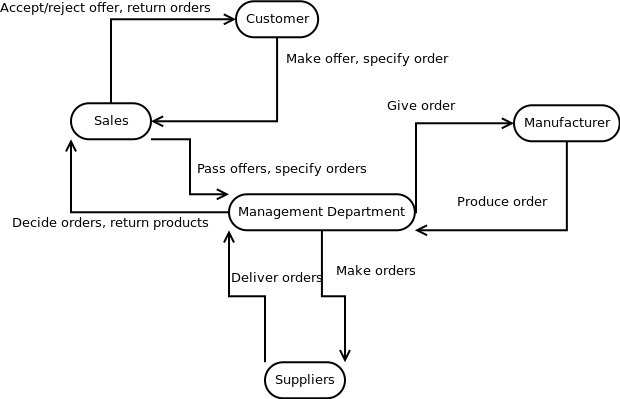 Accept/reject offer, return orders
Customer
Make offer, specify order
Give order
Sales
Manufacturer
Pass offers, specify orders
Produce order
Management Department
Decide orders, return products
Make orders
Deliver orders
Suppliers